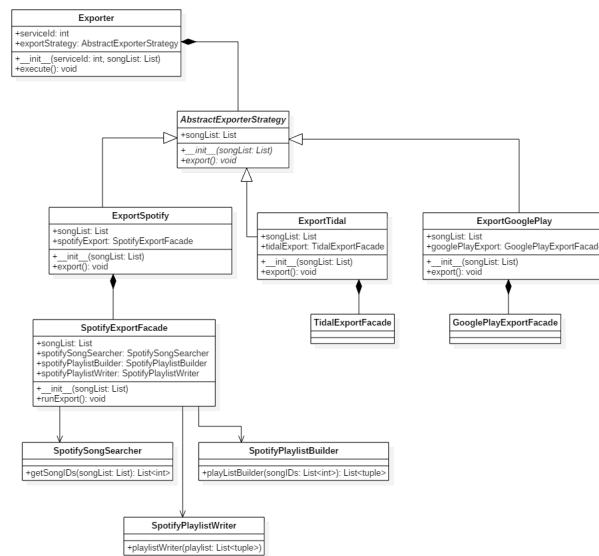 Exporter
+serviceId: int
+exportStrategy: AbstractExporterStrategy
+__init__(serviceId: int, songList: List)
+execute(): void
AbstractExporterStrategy
+songList: List
+__init__(songList: List)
+export(): void
ExportSpotify
+songList: List
+spotifyExport: SpotifyExportFacade
+__init__(songList: List)
+export(): void
ExportTidal
+songList: List
+tidalExport: TidalExportFacade
+__init__(songList: List)
+export(): void
ExportGooglePlay
+songList: List
+googlePlayExport: GooglePlayExportFacade
+__init__(songList: List)
+export(): void
SpotifyExportFacade
+songList: List
+spotifySongSearcher: SpotifySongSearcher
+spotifyPlaylistBuilder: SpotifyPlaylistBuilder
+spotifyPlaylistWriter: SpotifyPlaylistWriter
+__init__(songList: List)
+runExport(): void
TidalExportFacade
GooglePlayExportFacade
SpotifySongSearcher
+getSongIDs(songList: List): List<int>
SpotifyPlaylistBuilder
+playListBuilder(songIDs: List<int>): List<tuple>
SpotifyPlaylistWriter
+playlistWriter(playlist: List<tuple>)